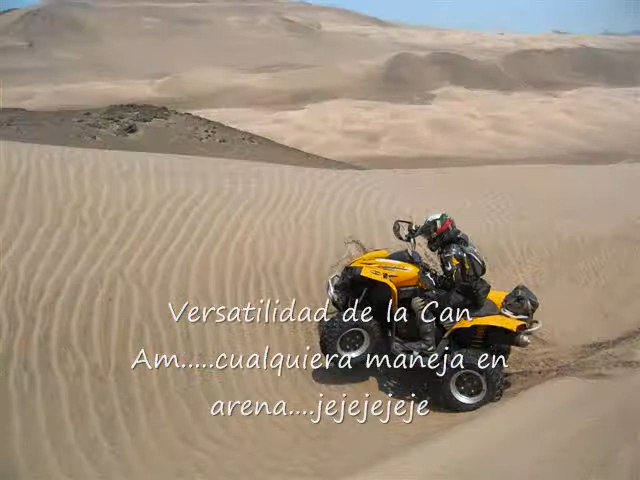 Versatilidad de la Can
Am.....cualquiera maneja en
arena....jejejejeje